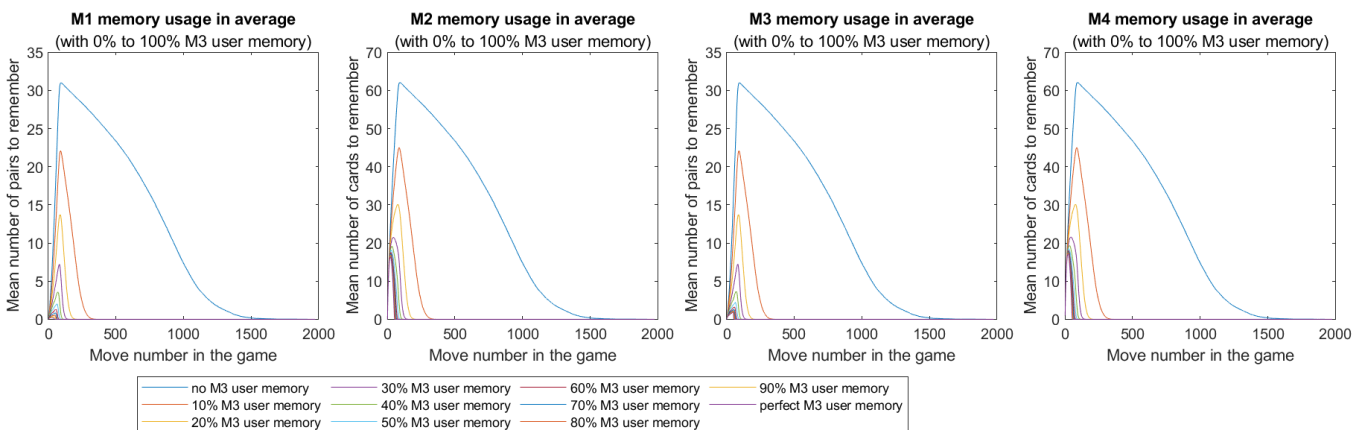 M1 memory usage in average
(with 0% to 100% M3 user memory)
Mean number of pairs to remember
35
30
25
20
15
10
5
0
0 500 1000 1500 2000
Move number in the game
M2 memory usage in average
(with 0% to 100% M3 user memory)
Mean number of cards to remember
70
60
50
40
30
20
10
0
0 500 1000 1500 2000
Move number in the game
M3 memory usage in average
(with 0% to 100% M3 user memory)
Mean number of pairs to remember
35
30
25
20
15
10
5
0
0 500 1000 1500 2000
Move number in the game
M4 memory usage in average
(with 0% to 100% M3 user memory)
Mean number of cards to remember
70
60
50
40
30
20
10
0
0 500 1000 1500 2000
Move number in the game
no M3 user memory
10% M3 user memory
20% M3 user memory
30% M3 user memory
40% M3 user memory
50% M3 user memory
60% M3 user memory
70% M3 user memory
80% M3 user memory
90% M3 user memory
perfect M3 user memory